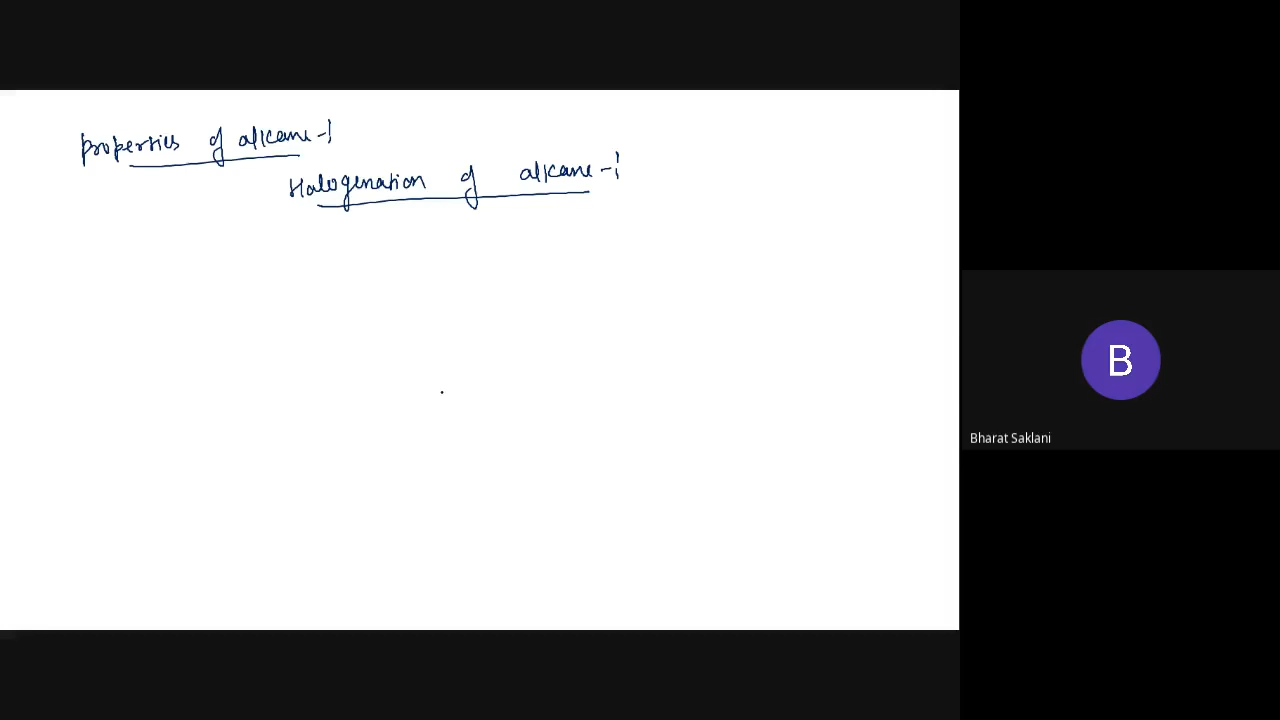 properties of alkane -:
Halogenation of alkane -:
B
Bharat Saklani